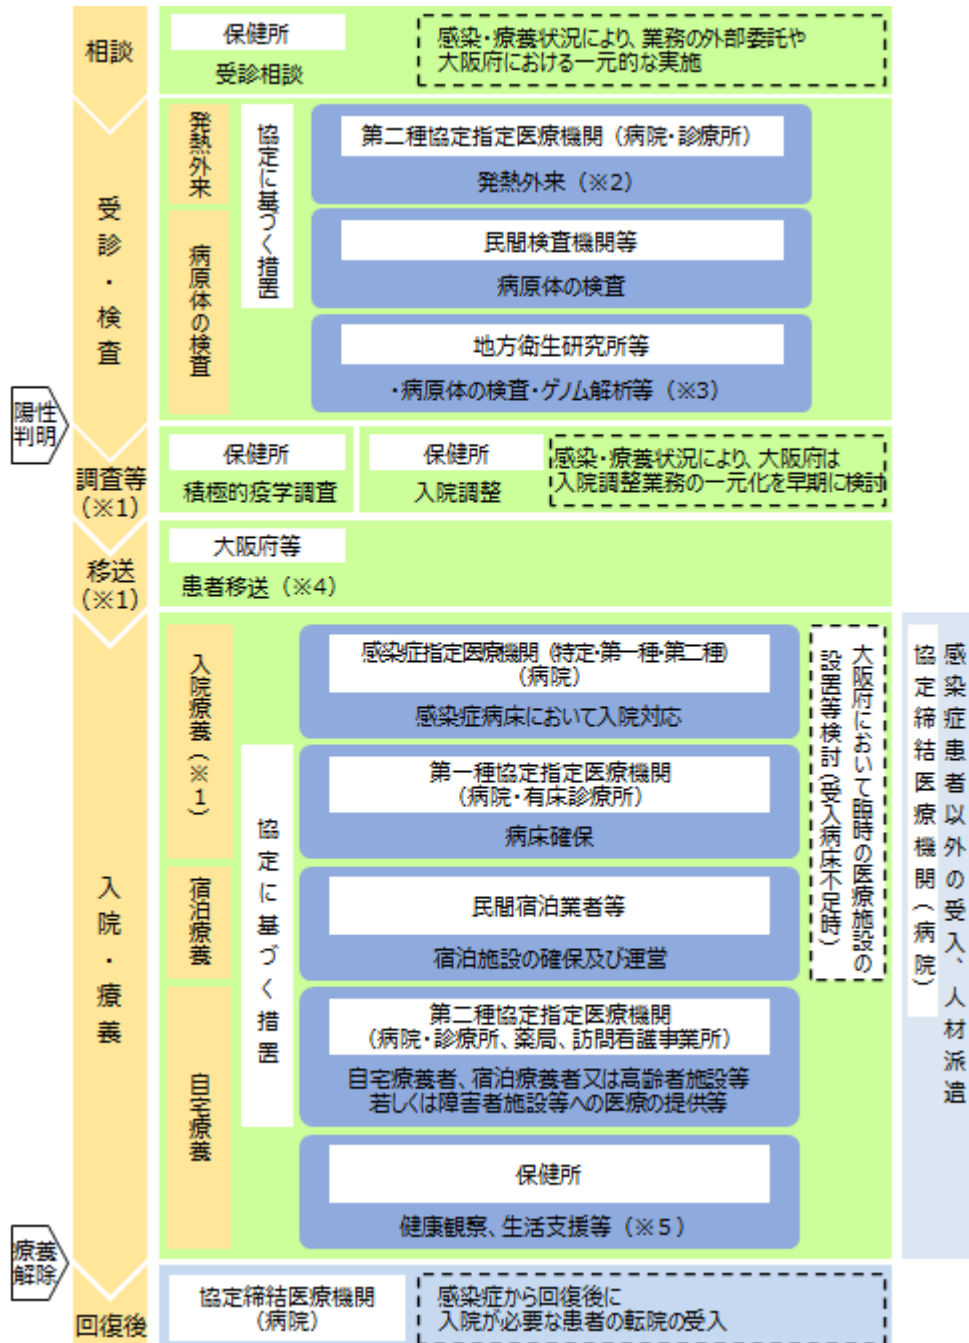 相談
保健所
受診相談
感染・療養状況により、業務の外部委託や
大阪府における一元的な実施
受診・検査
発熱外来
病原体の検査
協定に基づく措置
第二種協定指定医療機関（病院・診療所）
発熱外来（※2）
民間検査機関等
病原体の検査
地方衛生研究所等
・病原体の検査・ゲノム解析等（※3）
陽性
判明
調査等
（※1）
保健所
積極的疫学調査
保健所
入院調整
感染・療養状況により、大阪府は
入院調整業務の一元化を早期に検討
移送
（※1）
大阪府等
患者移送（※4）
入院・療養
入院療養（※1）
宿泊療養
自宅療養
協定に基づく措置
感染症指定医療機関（特定・第一種・第二種）
（病院）
感染症病床において入院対応
第一種協定指定医療機関
（病院・有床診療所）
病床確保
民間宿泊業者等
宿泊施設の確保及び運営
第二種協定指定医療機関
（病院・診療所、薬局、訪問看護事業所）
自宅療養者、宿泊療養者又は高齢者施設等
若しくは障害者施設等への医療の提供等
保健所
健康観察、生活支援等（※5）
大阪府において臨時の医療施設の
設置等検討（受入病床不足時）
感染症患者以外の受入、人材派遣
協定締結医療機関（病院）
療養
解除
回復後
協定締結医療機関
（病院）
感染症から回復後に
入院が必要な患者の転院の受入